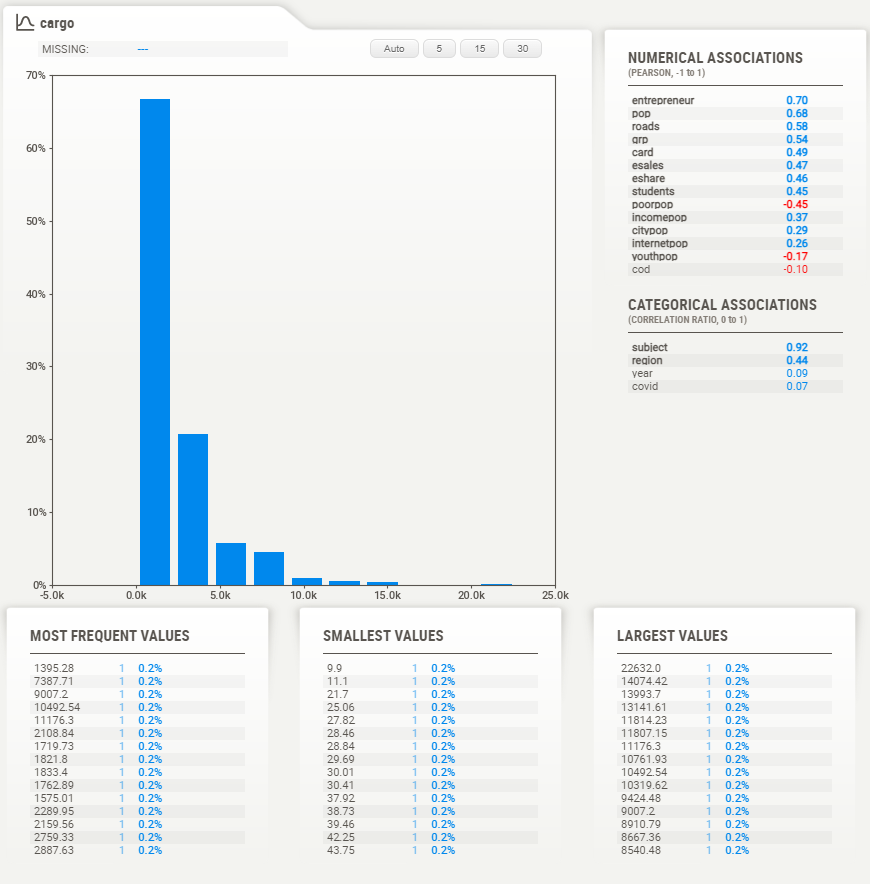 cargo
MISSING: ---
Auto 5 15 30
70%
60%
50%
40%
30%
20%
10%
0%
-5.0k 0.0k 5.0k 10.0k 15.0k 20.0k 25.0k
NUMERICAL ASSOCIATIONS
(PEARSON, -1 to 1)
entrepreneur 0.70
pop 0.68
roads 0.58
grp 0.54
card 0.49
esales 0.47
eshare 0.46
students 0.45
poorpop -0.45
incomepop 0.37
citypop 0.29
internetpop 0.26
youthpop -0.17
cod -0.10
CATEGORICAL ASSOCIATIONS
(CORRELATION RATIO, 0 to 1)
subject 0.92
region 0.44
year 0.09
covid 0.07
MOST FREQUENT VALUES
1395.28 1 0.2%
7387.71 1 0.2%
9007.2 1 0.2%
10492.54 1 0.2%
11176.3 1 0.2%
2108.84 1 0.2%
1719.73 1 0.2%
1821.8 1 0.2%
1833.4 1 0.2%
1762.89 1 0.2%
1575.01 1 0.2%
2289.95 1 0.2%
2159.56 1 0.2%
2759.33 1 0.2%
2887.63 1 0.2%
SMALLEST VALUES
9.9 1 0.2%
11.1 1 0.2%
21.7 1 0.2%
25.06 1 0.2%
27.82 1 0.2%
28.46 1 0.2%
28.84 1 0.2%
29.69 1 0.2%
30.01 1 0.2%
30.41 1 0.2%
37.92 1 0.2%
38.73 1 0.2%
39.46 1 0.2%
42.25 1 0.2%
43.75 1 0.2%
LARGEST VALUES
22632.0 1 0.2%
14074.42 1 0.2%
13993.7 1 0.2%
13141.61 1 0.2%
11814.23 1 0.2%
11807.15 1 0.2%
11176.3 1 0.2%
10761.93 1 0.2%
10492.54 1 0.2%
10319.62 1 0.2%
9424.48 1 0.2%
9007.2 1 0.2%
8910.79 1 0.2%
8667.36 1 0.2%
8540.48 1 0.2%